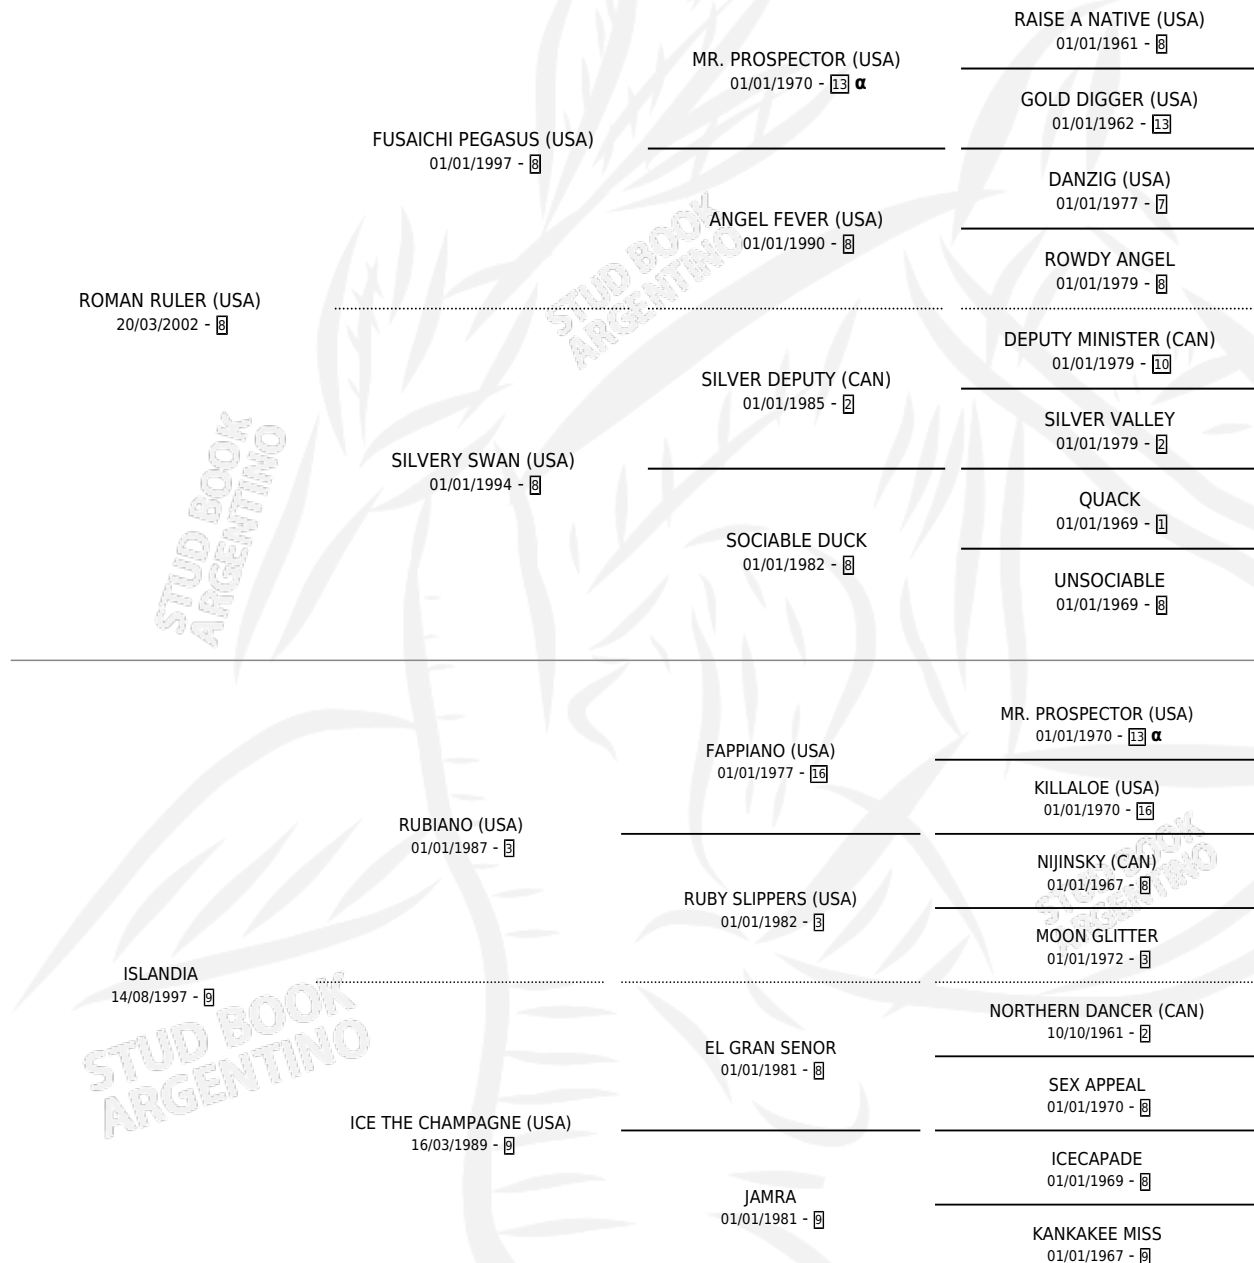 RAISE A NATIVE (USA)
01/01/1961 - 8
MR. PROSPECTOR (USA)
01/01/1970 - 13 α
GOLD DIGGER (USA)
01/01/1962 - 13
FUSAICHI PEGASUS (USA)
01/01/1997 - 8
DANZIG (USA)
01/01/1977 - 7
ANGEL FEVER (USA)
01/01/1990 - 8
ROWDY ANGEL
01/01/1979 - 8
ROMAN RULER (USA)
20/03/2002 - 8
DEPUTY MINISTER (CAN)
01/01/1979 - 10
SILVER DEPUTY (CAN)
01/01/1985 - 2
SILVER VALLEY
01/01/1979 - 2
SILVERY SWAN (USA)
01/01/1994 - 8
QUACK
01/01/1969 - 1
SOCIABLE DUCK
01/01/1982 - 8
UNSOCIABLE
01/01/1969 - 8
MR. PROSPECTOR (USA)
01/01/1970 - 13 α
FAPPIANO (USA)
01/01/1977 - 16
KILLALOE (USA)
01/01/1970 - 16
RUBIANO (USA)
01/01/1987 - 3
NIJINSKY (CAN)
01/01/1967 - 8
RUBY SLIPPERS (USA)
01/01/1982 - 3
MOON GLITTER
01/01/1972 - 3
ISLANDIA
14/08/1997 - 9
NORTHERN DANCER (CAN)
10/10/1961 - 2
EL GRAN SENOR
01/01/1981 - 8
SEX APPEAL
01/01/1970 - 8
ICE THE CHAMPAGNE (USA)
16/03/1989 - 9
ICECAPADE
01/01/1969 - 8
JAMRA
01/01/1981 - 9
KANKAKEE MISS
01/01/1967 - 9
STUD BOOK
ARGENTINO
STUD BOOK
ARGENTINO
STUD BOOK
ARGENTINO
STUD BOOK
ARGENTINO